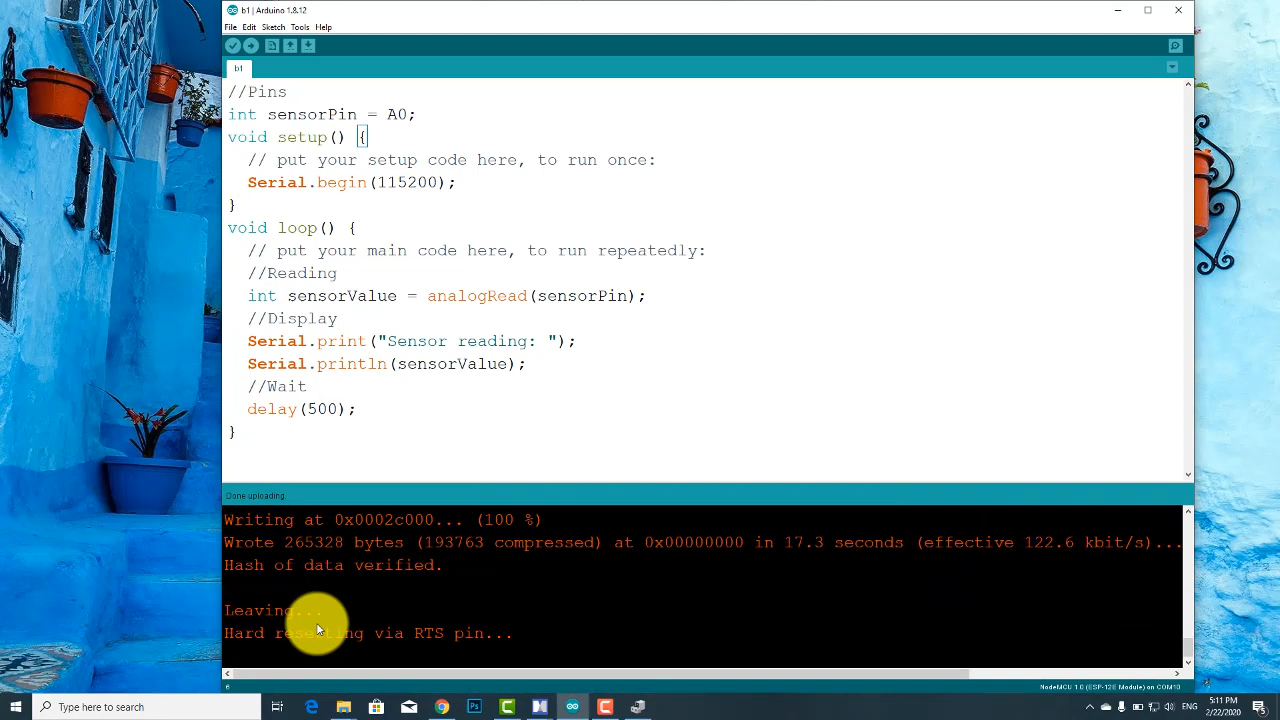 b1 | Arduino 1.8.12
File Edit Sketch Tools Help
b1
//Pins
int sensorPin = A0;
void setup() {
// put your setup code here, to run once:
Serial.begin(115200);
}
void loop() {
// put your main code here, to run repeatedly:
//Reading
int sensorValue = analogRead(sensorPin);
//Display
Serial.print("Sensor reading: ");
Serial.println(sensorValue);
//Wait
delay(500);
}
Done uploading.
Writing at 0x0002c000... (100 %)
Wrote 265328 bytes (193763 compressed) at 0x00000000 in 17.3 seconds (effective 122.6 kbit/s)...
Hash of data verified.
Leaving...
Hard resetting via RTS pin...
6
NodeMCU 1.0 (ESP-12E Module) on COM10
Type here to search
ENG
5:11 PM
2/22/2020